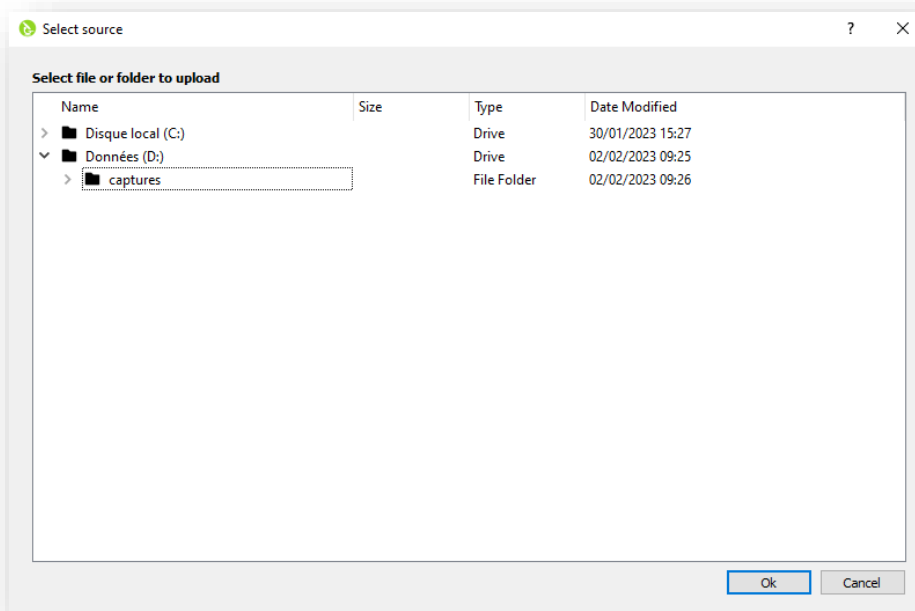 Select source ?
Select file or folder to upload
Name Size Type Date Modified
Disque local (C:) Drive 30/01/2023 15:27
Données (D:) Drive 02/02/2023 09:25
captures File Folder 02/02/2023 09:26
Ok Cancel